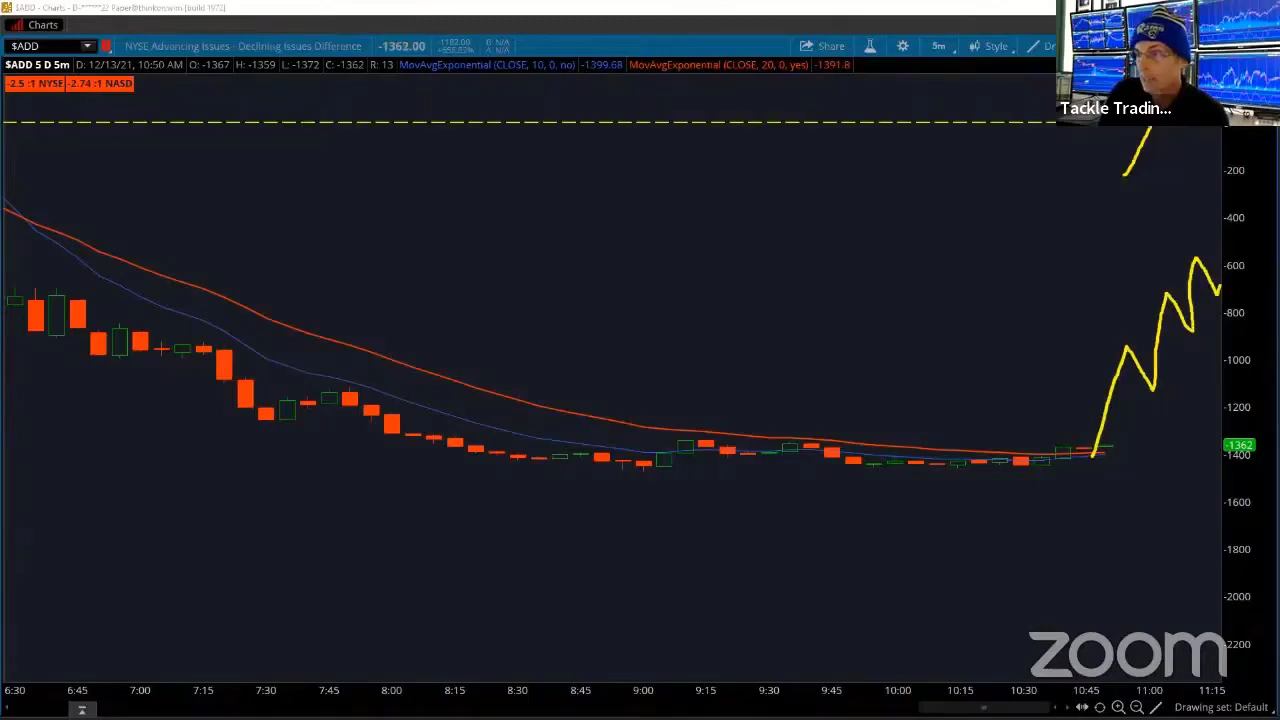 $ADD - Charts - D-******22 Paper@thinkorswim [build 1972]
Charts
$ADD NYSE Advancing Issues - Declining Issues Difference -1362.00 -1182.00 B: N/A Share 5m Style Dr
+656.82% A: N/A
$ADD 5 D 5m D: 12/13/21, 10:50 AM O: -1367 H: -1359 L: -1372 C: -1362 R: 13 MovAvgExponential (CLOSE, 10, 0, no) -1399.68 MovAvgExponential (CLOSE, 20, 0, yes) -1391.8
-2.5 :1 NYSE -2.74 :1 NASD
Tackle Tradin...
-200
-400
-600
-800
-1000
-1200
-1362
-1400
-1600
-1800
-2000
-2200
zoom
6:30 6:45 7:00 7:15 7:30 7:45 8:00 8:15 8:30 8:45 9:00 9:15 9:30 9:45 10:00 10:15 10:30 10:45 11:00 11:15
Drawing set: Default